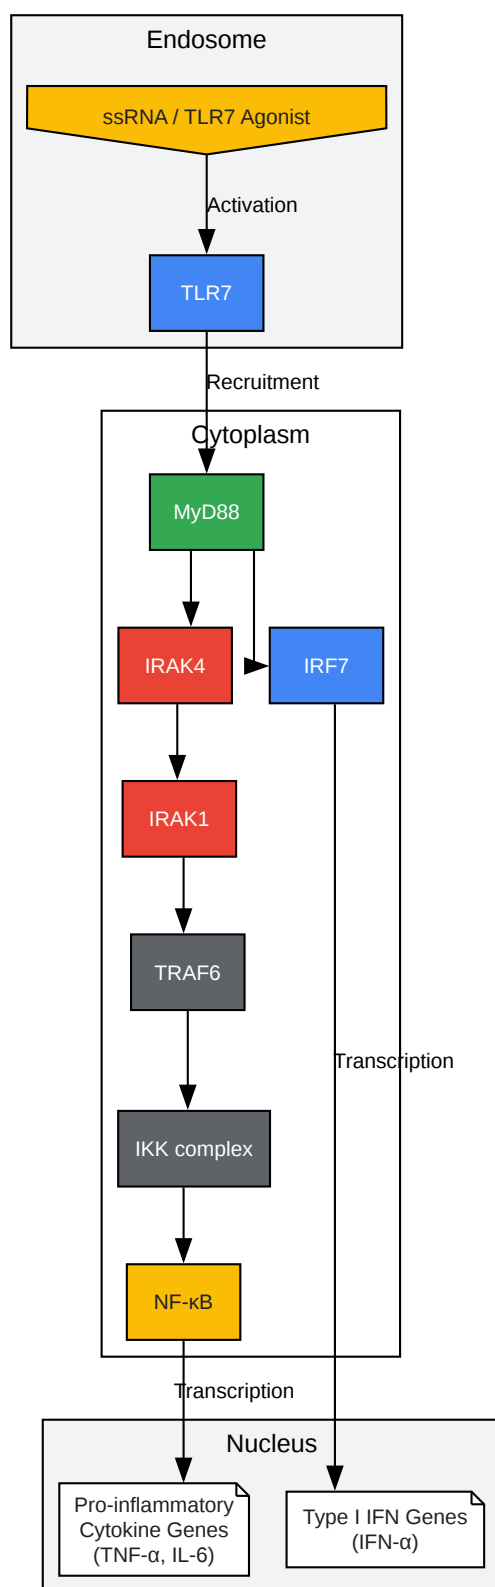 Endosome
ssRNA / TLR7 Agonist
Activation
TLR7
Recruitment
Cytoplasm
MyD88
IRAK4
IRF7
IRAK1
TRAF6
Transcription
IKK complex
NF-κB
Transcription
Nucleus
Pro-inflammatory
Cytokine Genes
(TNF-α, IL-6)
Type I IFN Genes
(IFN-α)